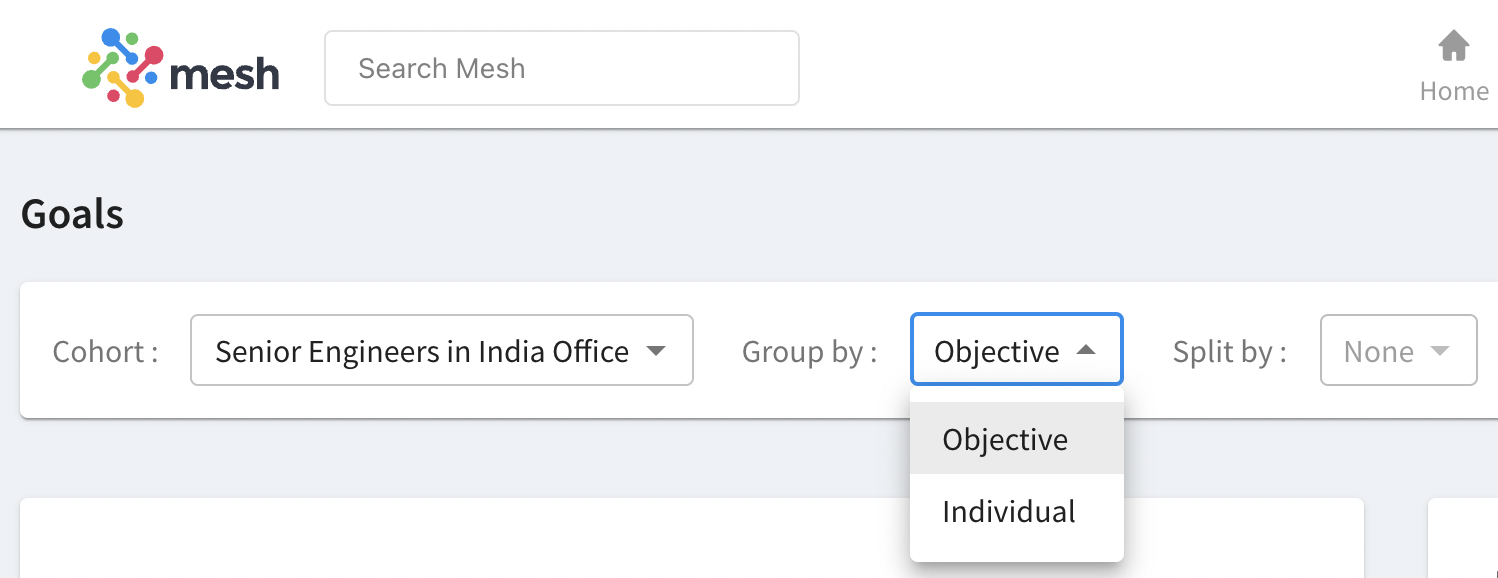 mesh
Search Mesh
Home
Goals
Cohort :
Senior Engineers in India Office
Group by :
Objective
Split by :
None
Objective
Individual